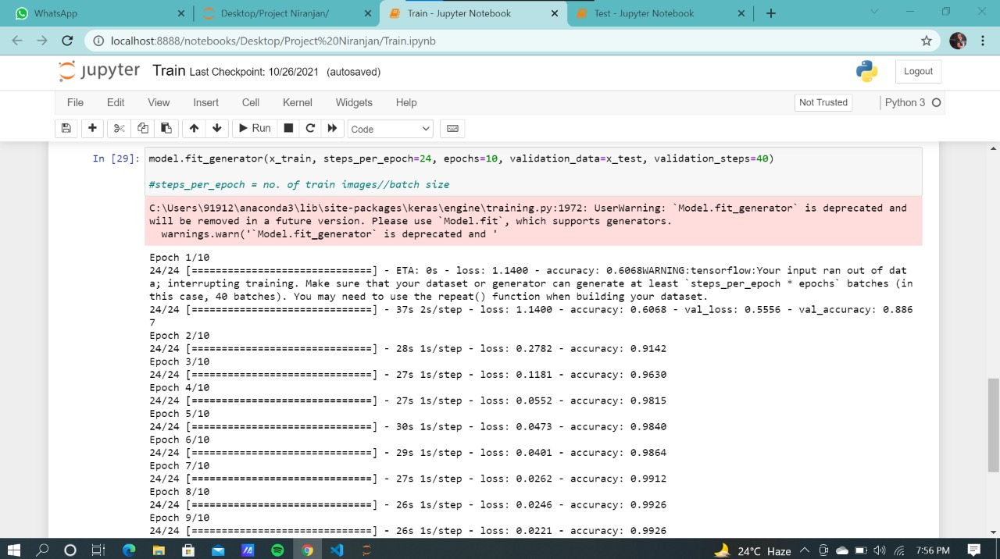 WhatsApp
Desktop/Project Niranjan/
Train - Jupyter Notebook
Test - Jupyter Notebook
localhost:8888/notebooks/Desktop/Project%20Niranjan/Train.ipynb
jupyter Train Last Checkpoint: 10/26/2021 (autosaved)
Logout
File Edit View Insert Cell Kernel Widgets Help
Not Trusted
Python 3
Run
Code
In [29]: model.fit_generator(x_train, steps_per_epoch=24, epochs=10, validation_data=x_test, validation_steps=40)
#steps_per_epoch = no. of train images//batch size
C:\Users\91912\anaconda3\lib\site-packages\keras\engine\training.py:1972: UserWarning: `Model.fit_generator` is deprecated and
will be removed in a future version. Please use `Model.fit`, which supports generators.
warnings.warn('`Model.fit_generator` is deprecated and '
Epoch 1/10
24/24 [==============================] - ETA: 0s - loss: 1.1400 - accuracy: 0.6068WARNING:tensorflow:Your input ran out of dat
a; interrupting training. Make sure that your dataset or generator can generate at least `steps_per_epoch * epochs` batches (in
this case, 40 batches). You may need to use the repeat() function when building your dataset.
24/24 [==============================] - 37s 2s/step - loss: 1.1400 - accuracy: 0.6068 - val_loss: 0.5556 - val_accuracy: 0.886
7
Epoch 2/10
24/24 [==============================] - 28s 1s/step - loss: 0.2782 - accuracy: 0.9142
Epoch 3/10
24/24 [==============================] - 27s 1s/step - loss: 0.1181 - accuracy: 0.9630
Epoch 4/10
24/24 [==============================] - 27s 1s/step - loss: 0.0552 - accuracy: 0.9815
Epoch 5/10
24/24 [==============================] - 30s 1s/step - loss: 0.0473 - accuracy: 0.9840
Epoch 6/10
24/24 [==============================] - 29s 1s/step - loss: 0.0401 - accuracy: 0.9864
Epoch 7/10
24/24 [==============================] - 27s 1s/step - loss: 0.0262 - accuracy: 0.9912
Epoch 8/10
24/24 [==============================] - 26s 1s/step - loss: 0.0246 - accuracy: 0.9926
Epoch 9/10
24/24 [==============================] - 26s 1s/step - loss: 0.0221 - accuracy: 0.9926
24°C Haze
7:56 PM